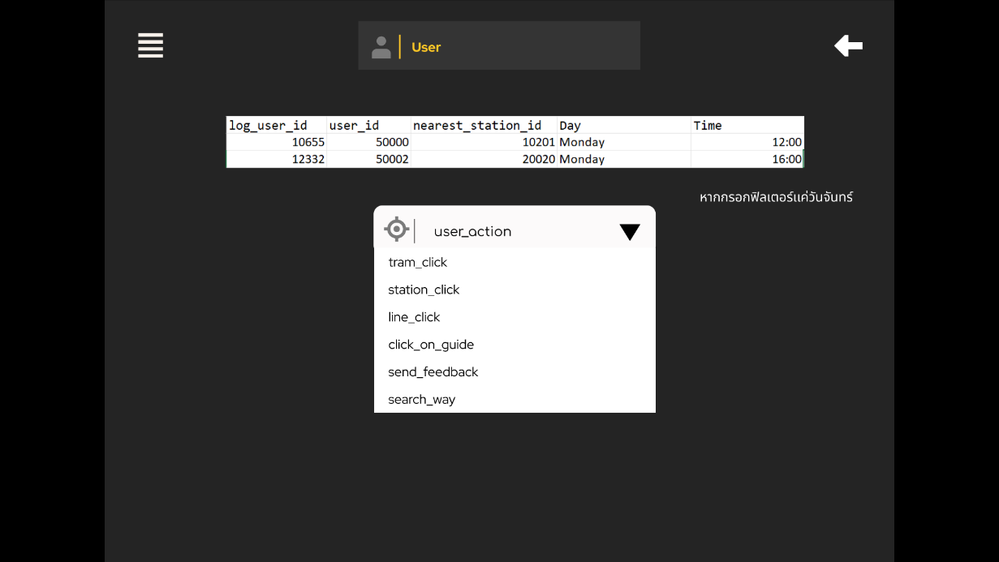 User
log_user_id user_id nearest_station_id Day Time
10655 50000 10201 Monday 12:00
12332 50002 20020 Monday 16:00
หากกรอกฟิลเตอร์แค่วันจันทร์
user_action
tram_click
station_click
line_click
click_on_guide
send_feedback
search_way